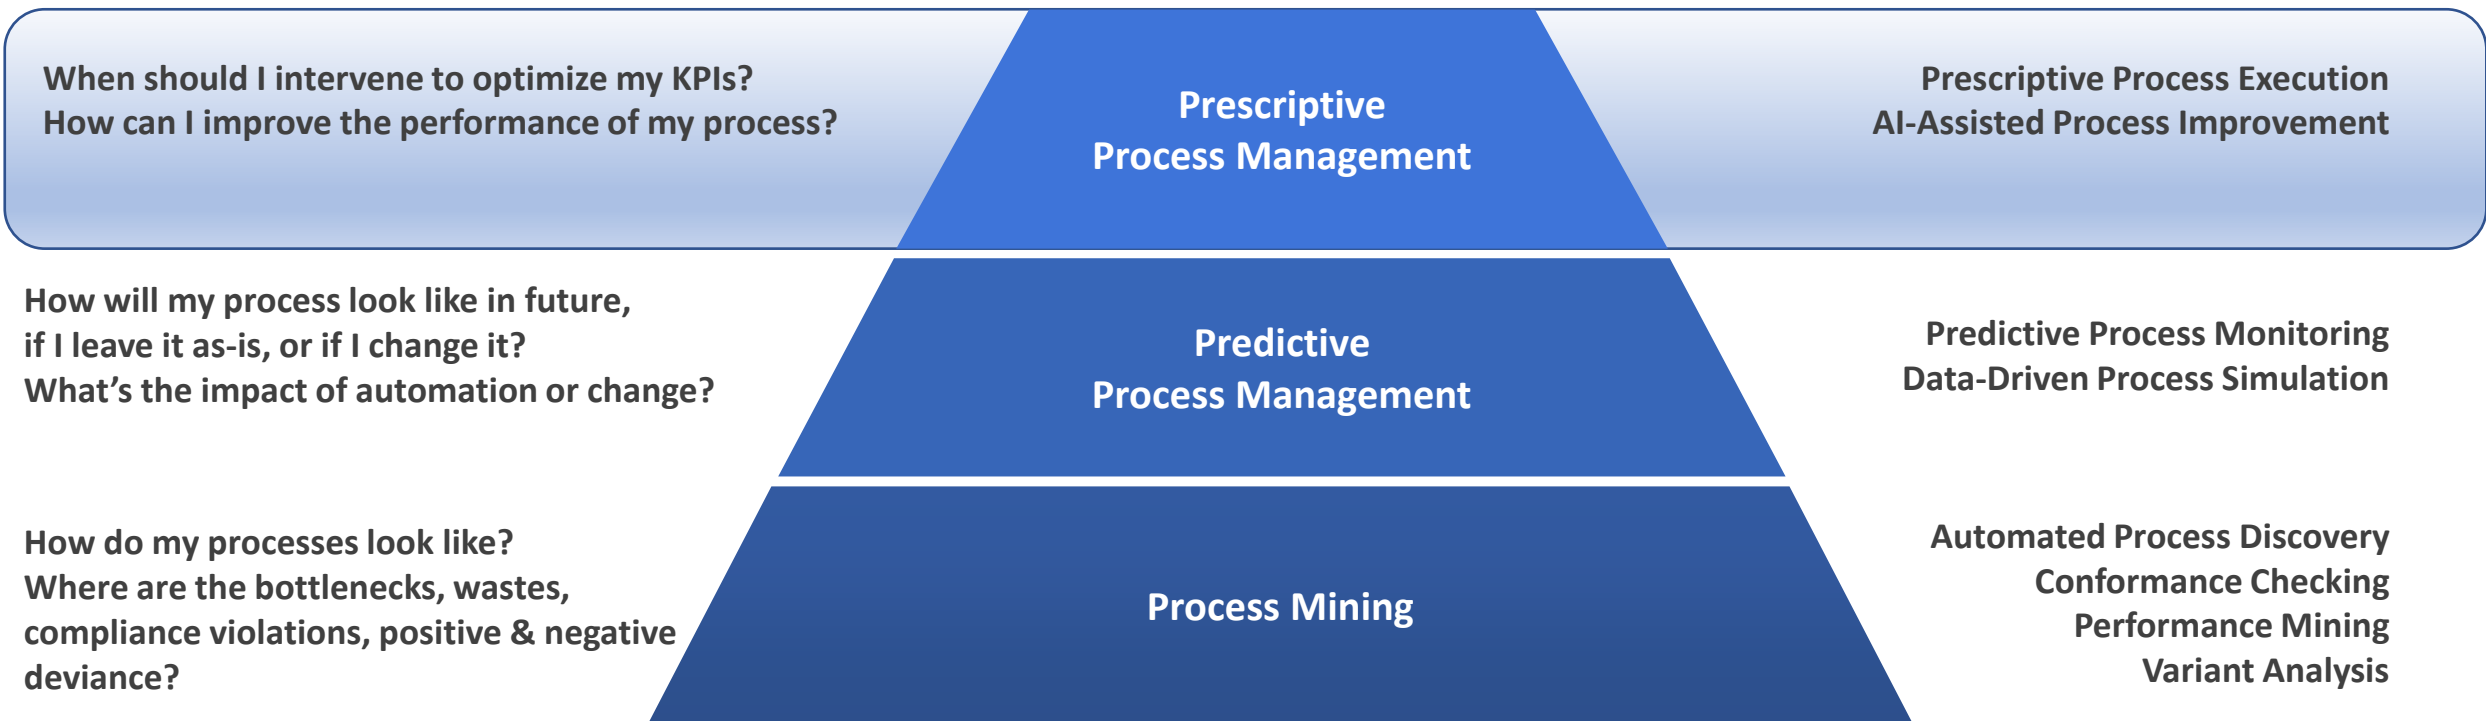 When should I intervene to optimize my KPIs?
How can I improve the performance of my process?
Prescriptive
Process Management
Prescriptive Process Execution
AI-Assisted Process Improvement
How will my process look like in future,
if I leave it as-is, or if I change it?
What's the impact of automation or change?
Predictive
Process Management
Predictive Process Monitoring
Data-Driven Process Simulation
How do my processes look like?
Where are the bottlenecks, wastes,
compliance violations, positive & negative
deviance?
Process Mining
Automated Process Discovery
Conformance Checking
Performance Mining
Variant Analysis